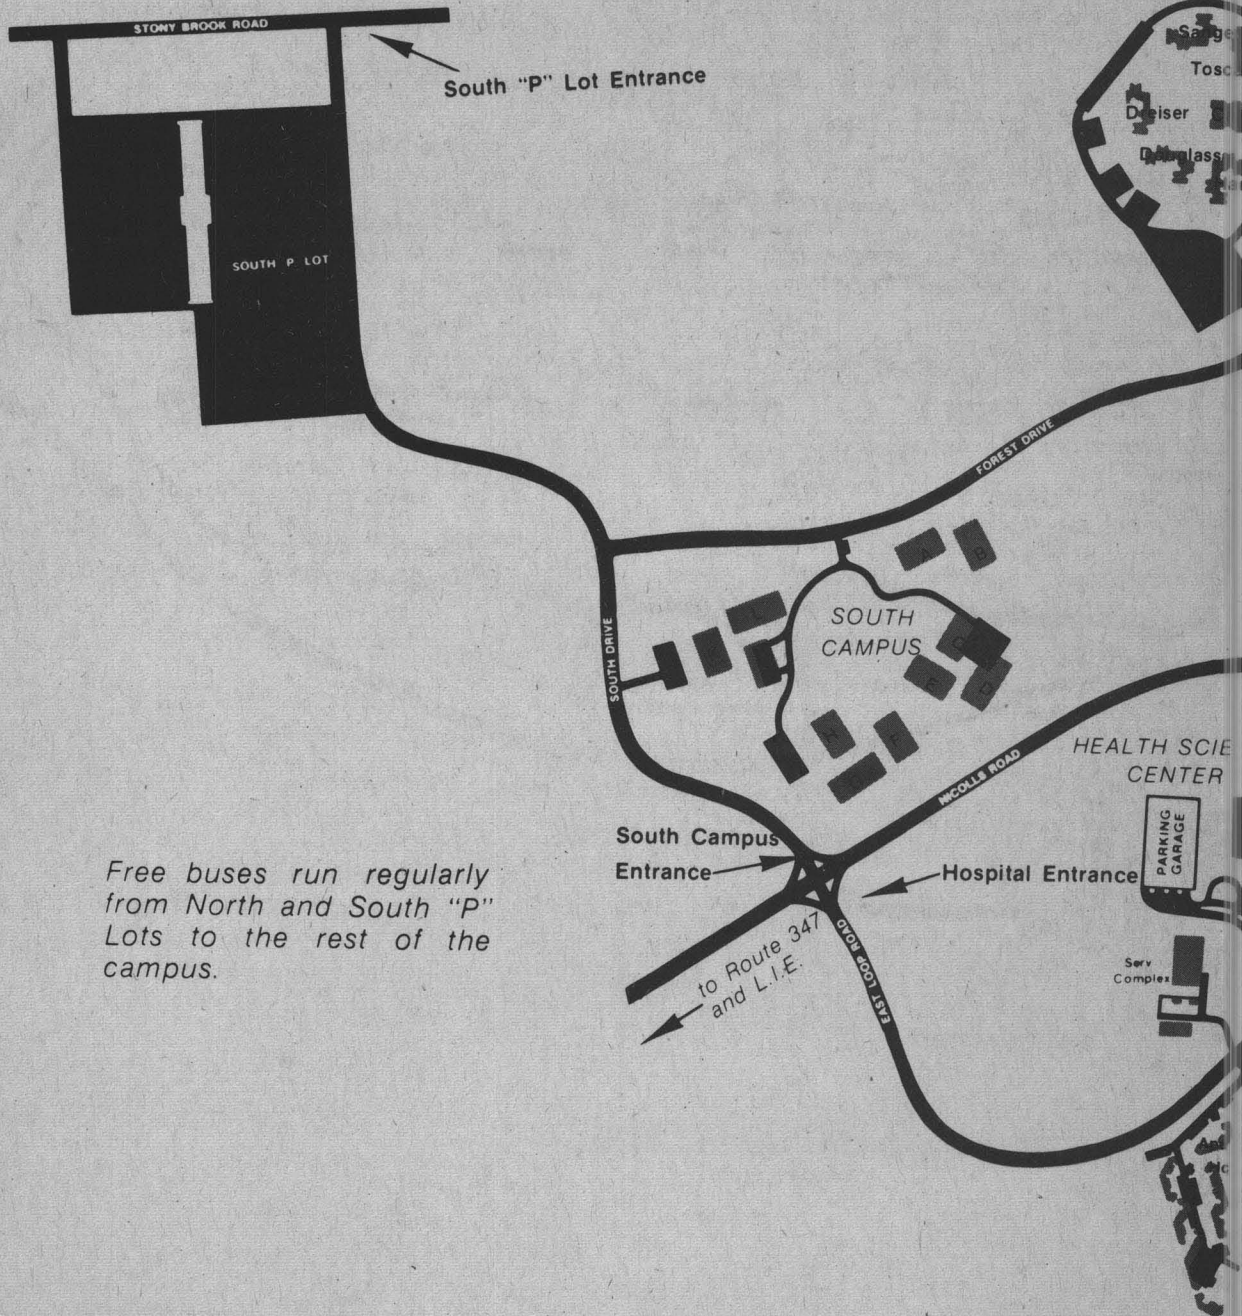 STONY BROOK ROAD
South "P" Lot Entrance
Dreiser
Douglass
SOUTH P LOT
FOREST DRIVE
A
B
L
SOUTH
CAMPUS
SOUTH DRIVE
E
D
H
F
NICOLLS ROAD
HEALTH SCIE
CENTER
PARKING
GARAGE
South Campus
Entrance
Hospital Entrance
Free buses run regularly
from North and South "P"
Lots to the rest of the
campus.
to Route 347
and L.I.E.
EAST LOOP ROAD
Serv
Complex